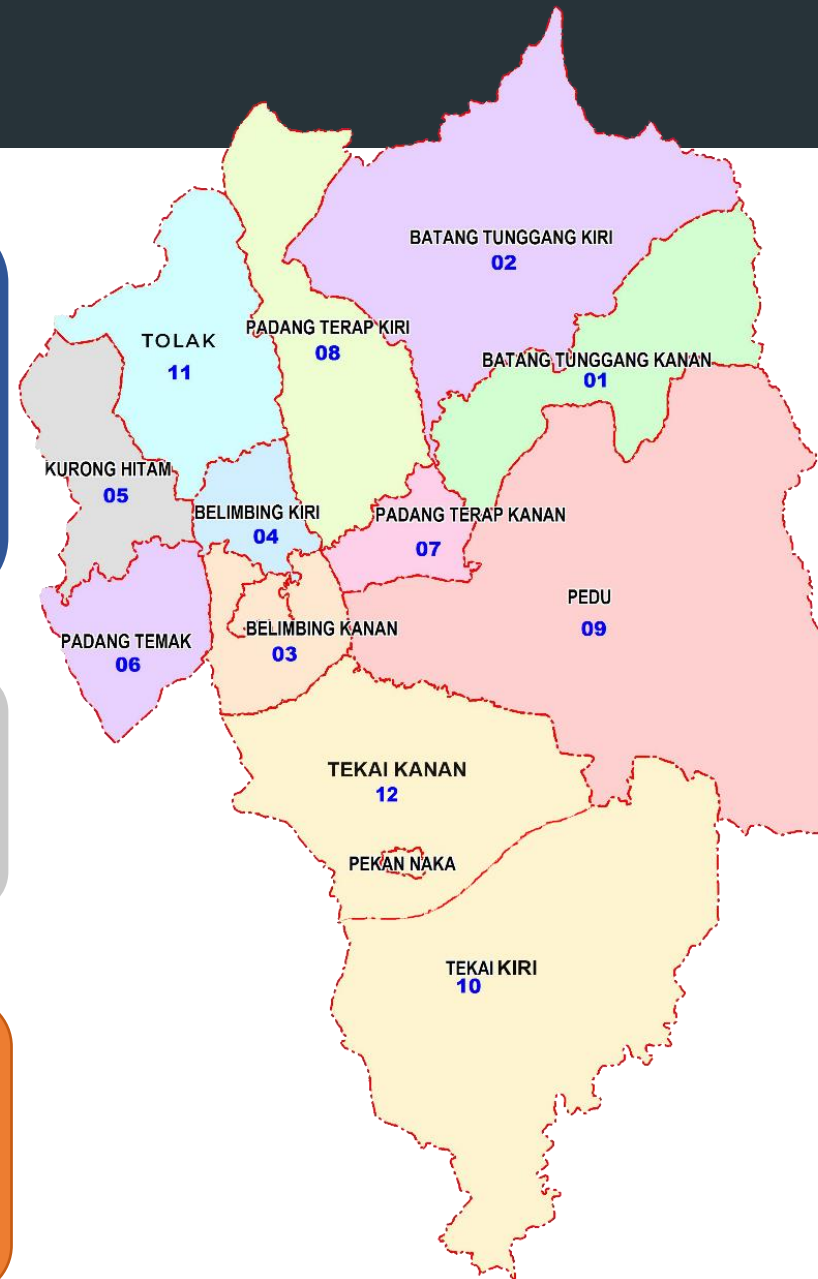 BATANG TUNGGANG KIRI
02
PADANG TERAP KIRI
08
TOLAK
11
BATANG TUNGGANG KANAN
01
KURONG HITAM
05
BELIMBING KIRI
04
PADANG TERAP KANAN
07
PEDU
09
BELIMBING KANAN
03
PADANG TEMAK
06
TEKAI KANAN
12
PEKAN NAKA
TEKAI KIRI
10